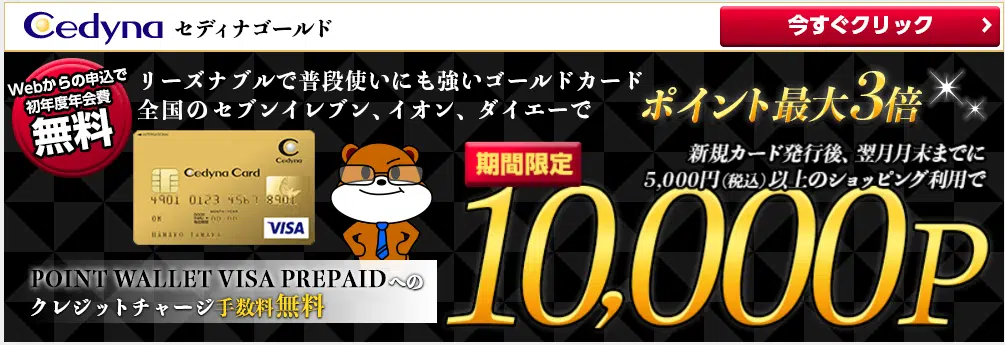 Cedyna セディナゴールド
今すぐクリック
Webからの申込で
初年度年会費
無料
リーズナブルで普段使いにも強いゴールドカード
全国のセブンイレブン、イオン、ダイエーで
ポイント最大3倍
Cedyna
Cedyna Card
4901 0123 4567 8901
4901
00-00
OM
HANAKO TANAKA
VISA
期間限定
新規カード発行後、翌月月末までに
5,000円(税込)以上のショッピング利用で
10,000P
POINT WALLET VISA PREPAIDへの
クレジットチャージ手数料無料